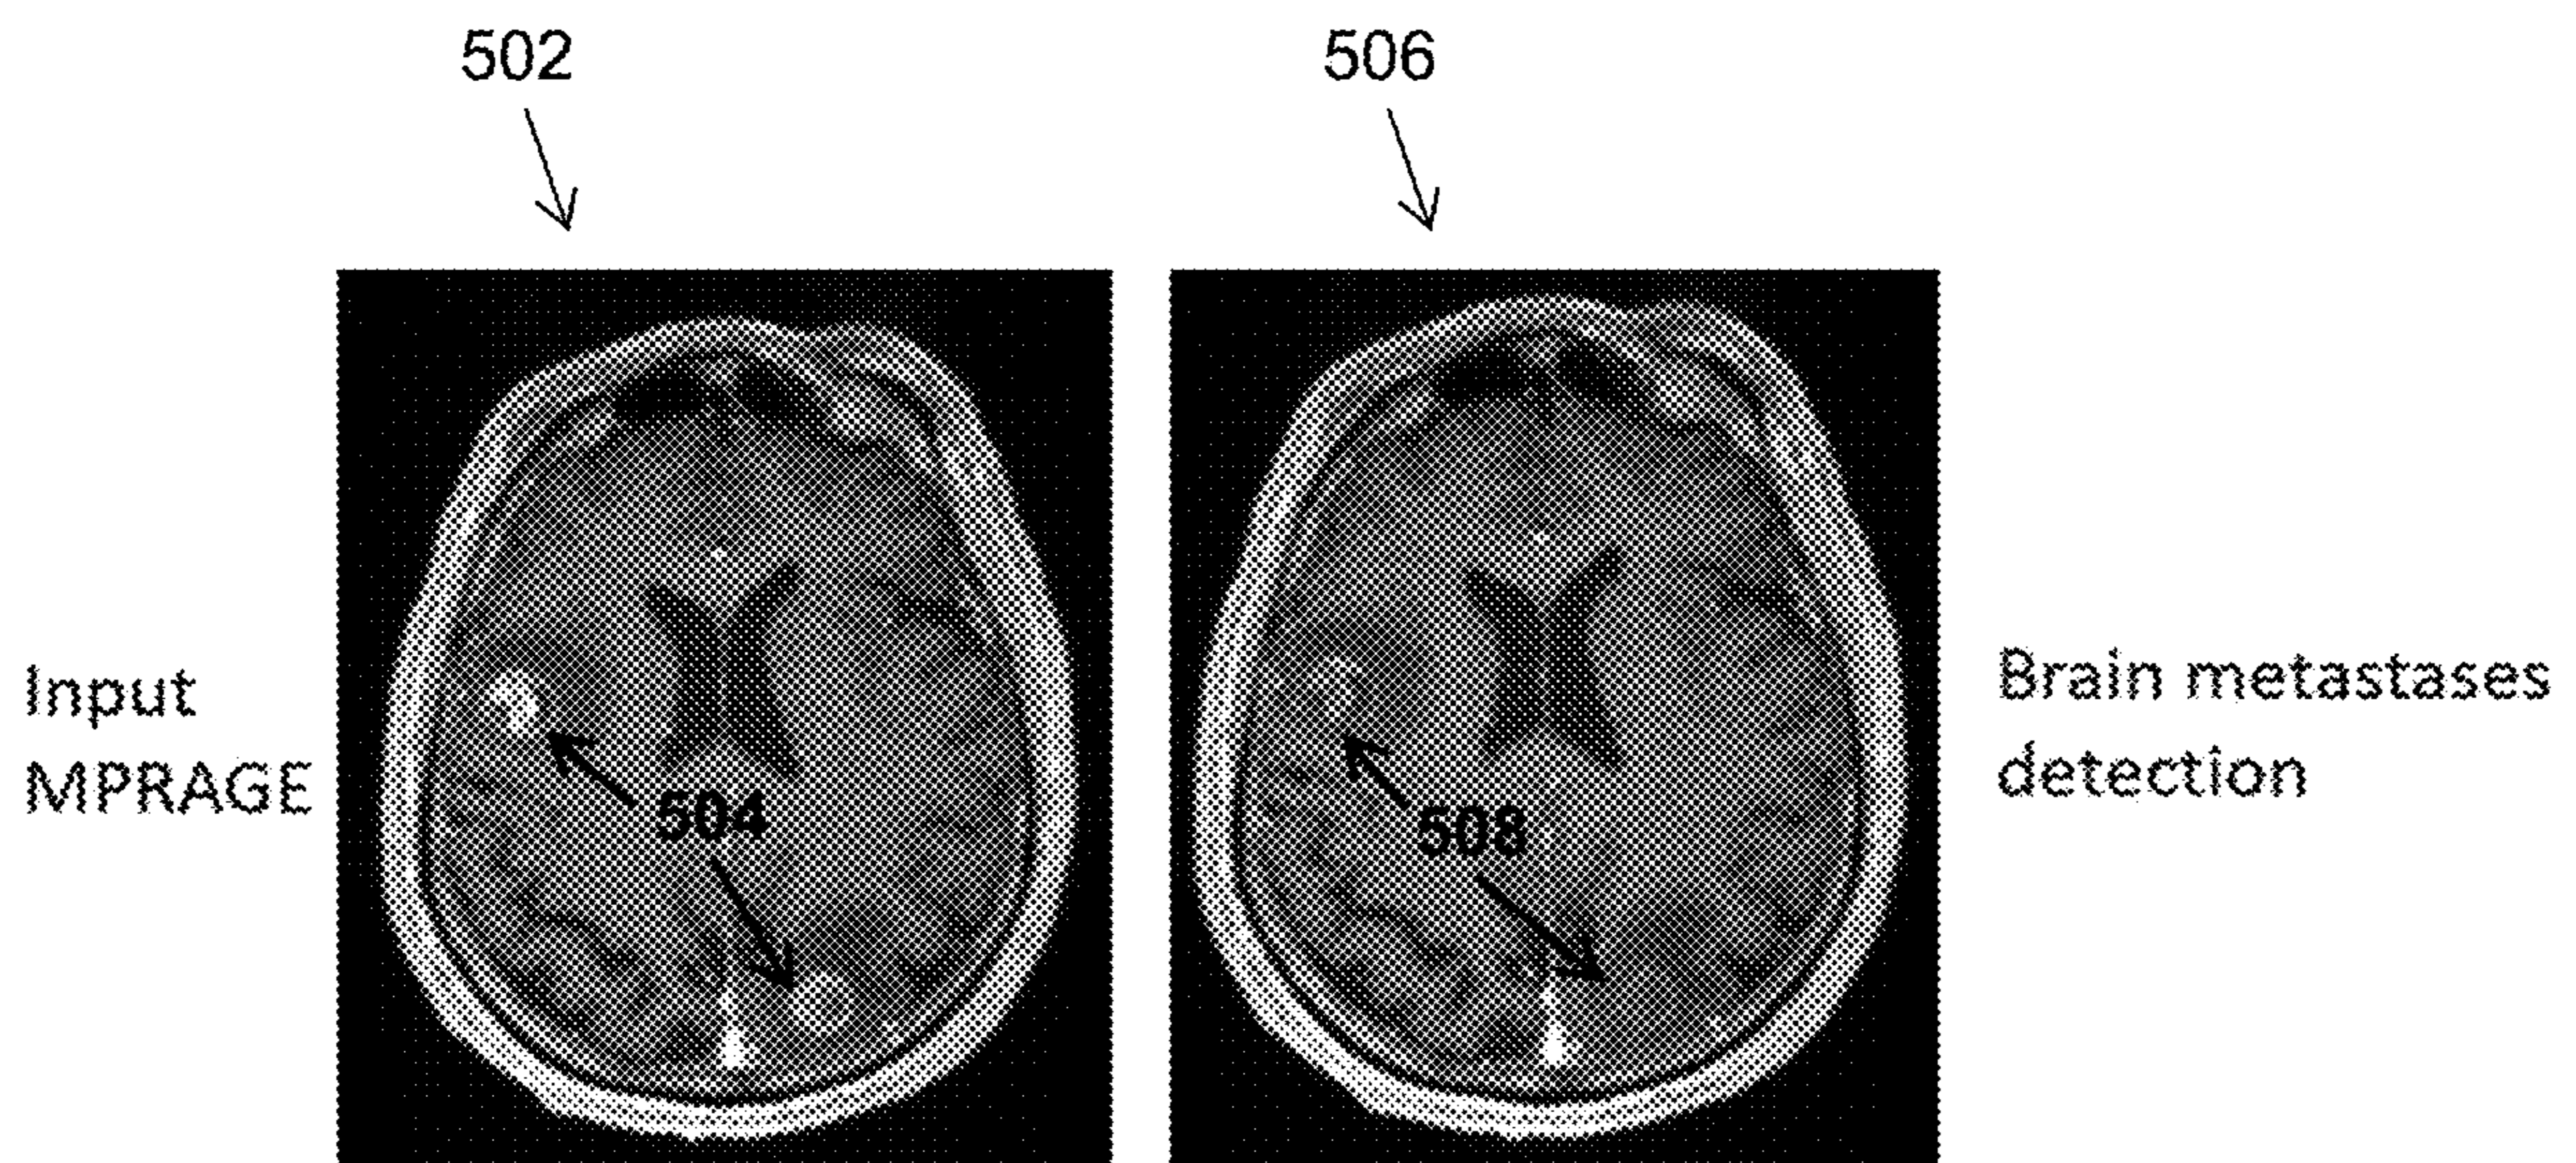 502
506
Input
MPRAGE
504
508
Brain metastases
detection